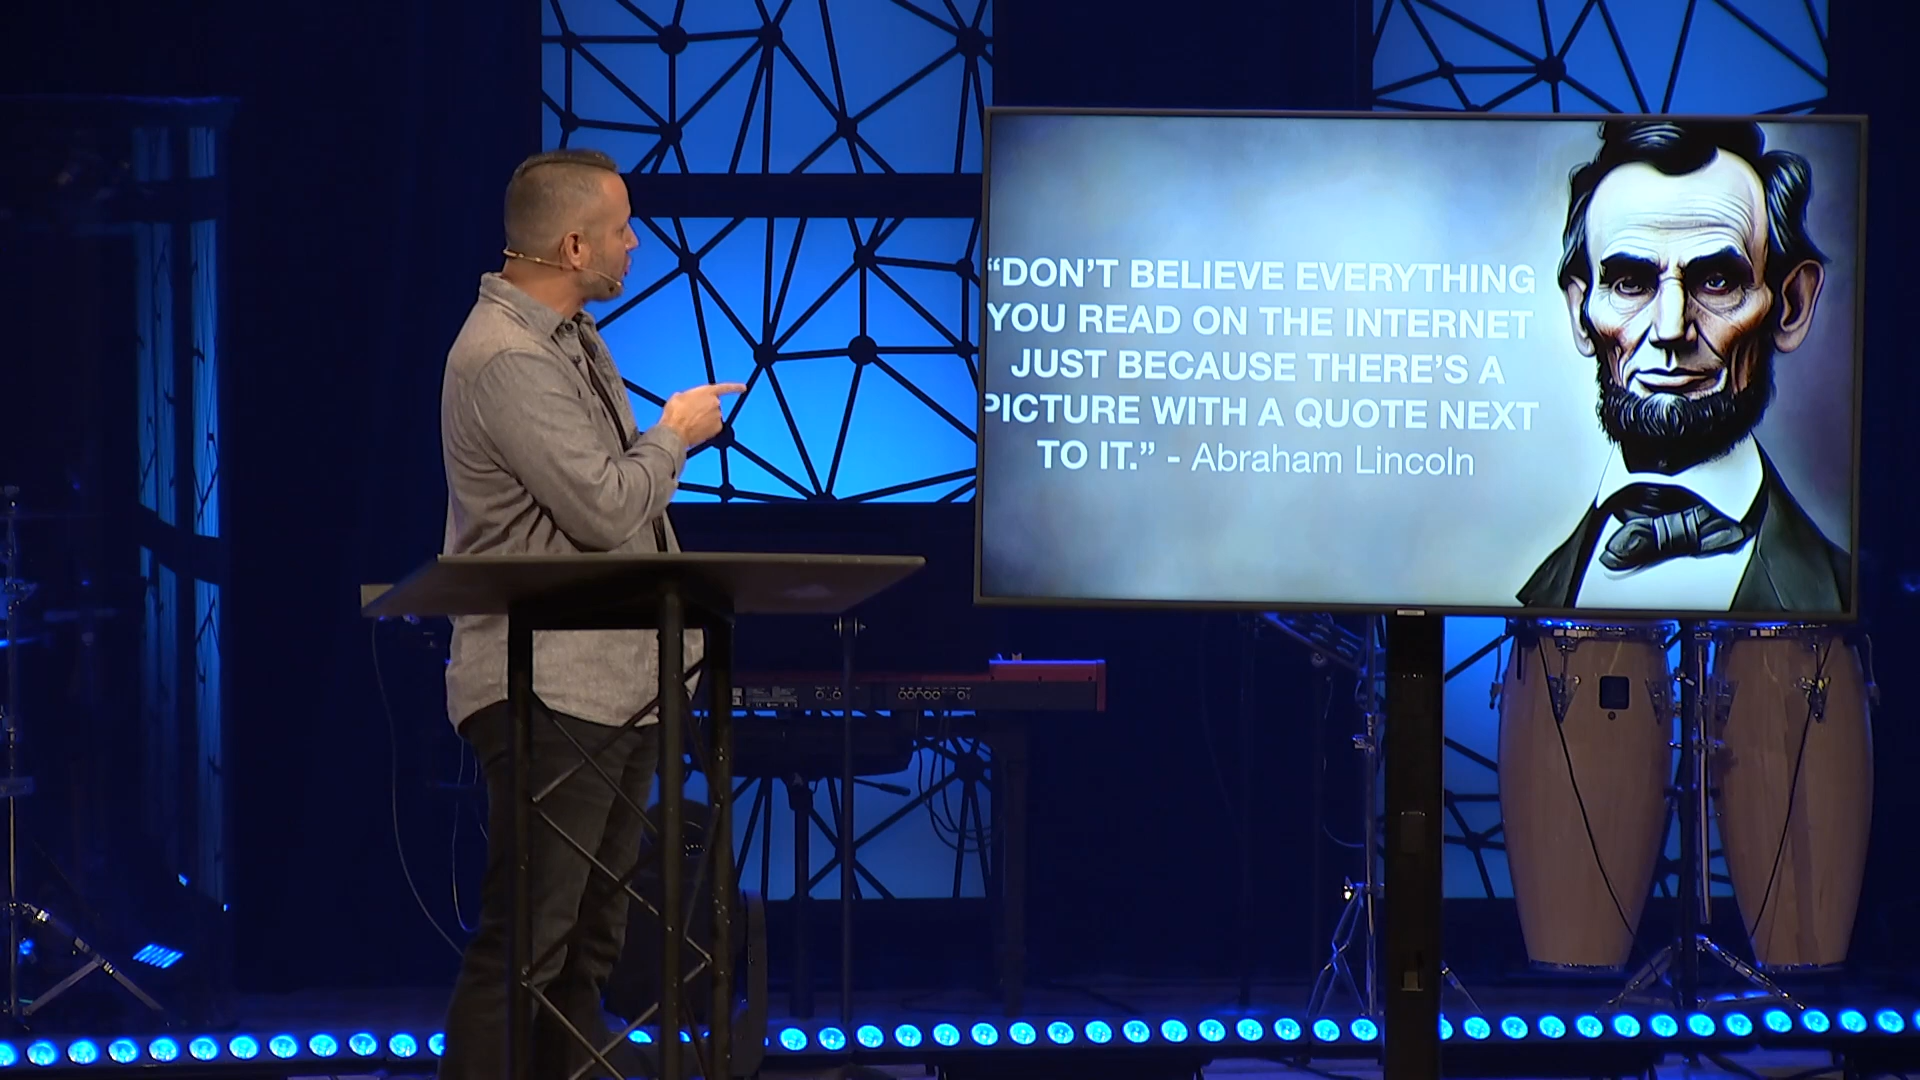 “DON’T BELIEVE EVERYTHING
YOU READ ON THE INTERNET
JUST BECAUSE THERE’S A
PICTURE WITH A QUOTE NEXT
TO IT.” - Abraham Lincoln